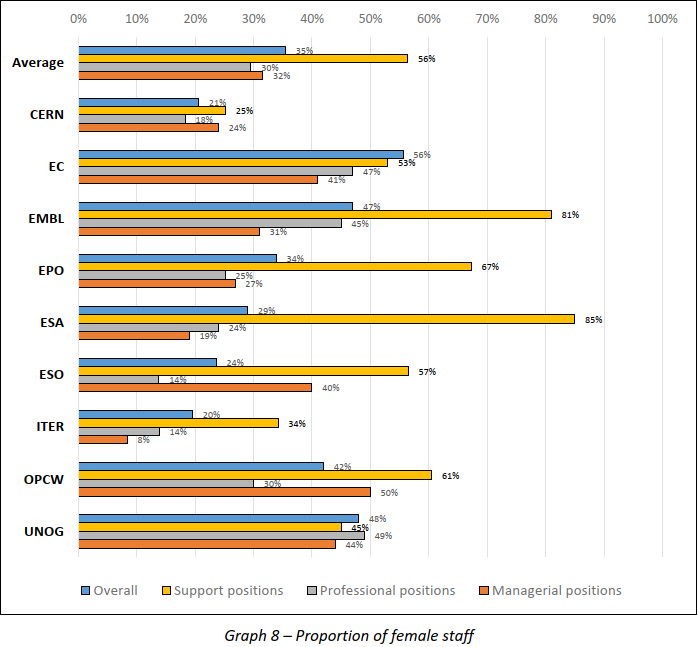 0% 10% 20% 30% 40% 50% 60% 70% 80% 90% 100%
35%
Average 56%
30%
32%
21%
CERN 25%
18%
24%
56%
EC 53%
47%
41%
47%
EMBL 81%
45%
31%
34%
EPO 67%
25%
27%
29%
ESA 85%
24%
19%
24%
ESO 57%
14%
40%
20%
ITER 34%
14%
8%
42%
OPCW 61%
30%
50%
48%
UNOG 45%
49%
44%
Overall Support positions Professional positions Managerial positions
Graph 8 – Proportion of female staff